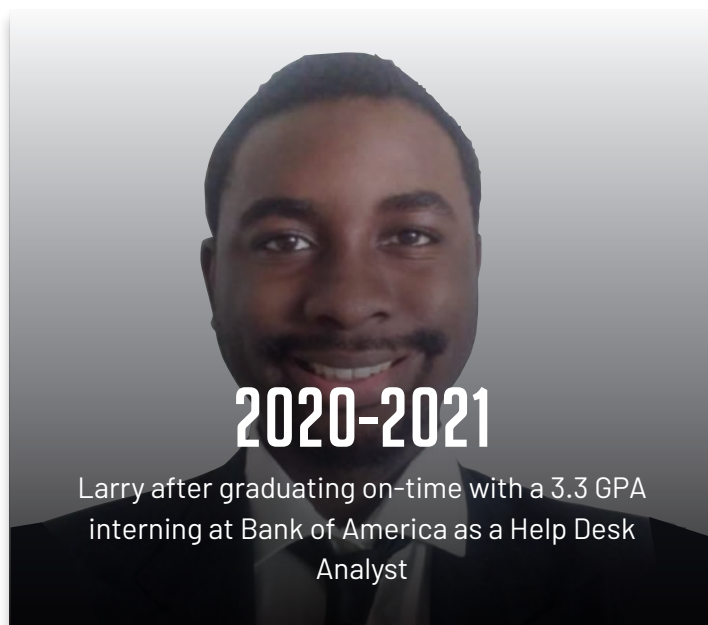 2020-2021
Larry after graduating on-time with a 3.3 GPA
interning at Bank of America as a Help Desk
Analyst